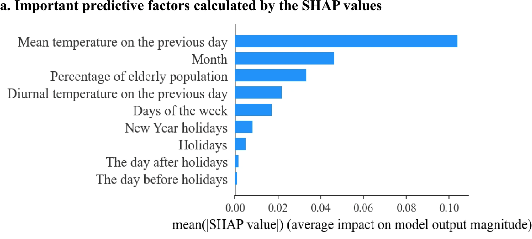 a. Important predictive factors calculated by the SHAP values
Mean temperature on the previous day
Month
Percentage of elderly population
Diurnal temperature on the previous day
Days of the week
New Year holidays
Holidays
The day after holidays
The day before holidays
0.00 0.02 0.04 0.06 0.08 0.10
mean(|SHAP value|) (average impact on model output magnitude)